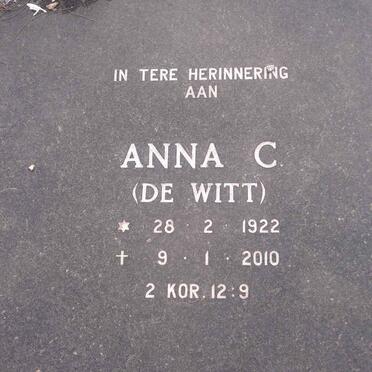 IN TERE HERINNERING
AAN
ANNA C.
(DE WITT)
* 28 · 2 · 1922
† 9 · 1 · 2010
2 KOR. 12:9